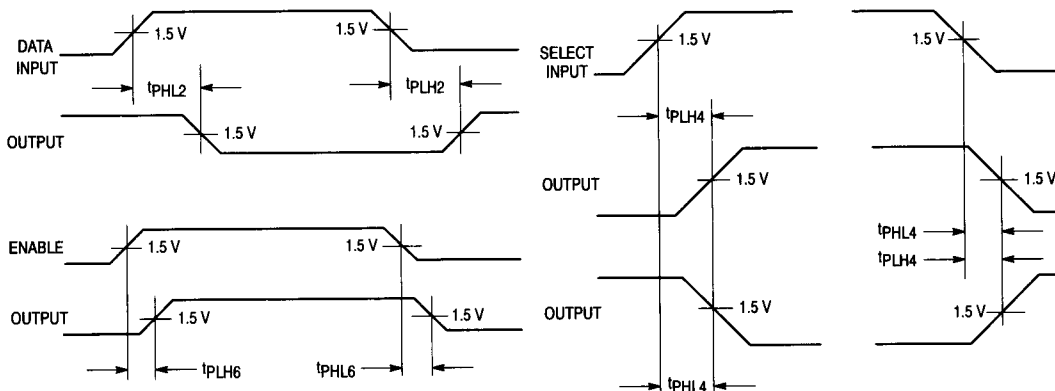 DATA
INPUT
1.5 V
1.5 V
tPHL2
tPLH2
OUTPUT
1.5 V
1.5 V
ENABLE
1.5 V
1.5 V
OUTPUT
1.5 V
1.5 V
tPLH6
tPHL6
SELECT
INPUT
1.5 V
1.5 V
tPLH4
OUTPUT
1.5 V
1.5 V
tPHL4
tPLH4
OUTPUT
1.5 V
1.5 V
tPHL4